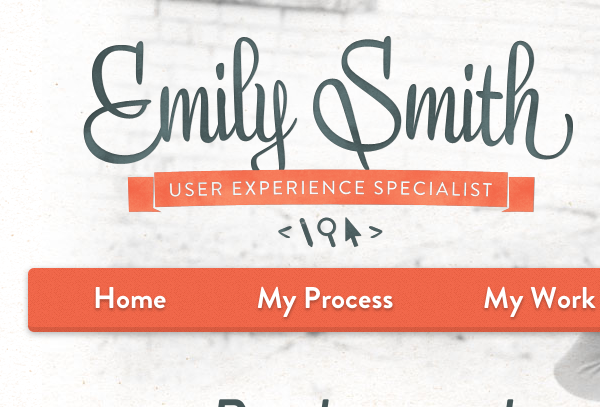 Emily Smith
USER EXPERIENCE SPECIALIST
Home My Process My Work